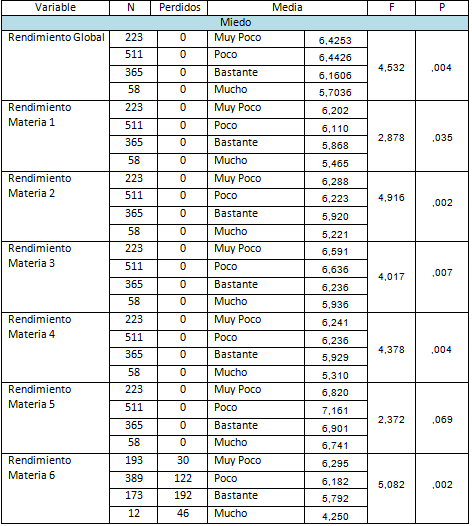 Variable N Perdidos Media F P
Miedo
Rendimiento Global 223 0 Muy Poco 6,4253
511 0 Poco 6,4426
365 0 Bastante 6,1606
58 0 Mucho 5,7036
4,532 ,004
Rendimiento Materia 1 223 0 Muy Poco 6,202
511 0 Poco 6,110
365 0 Bastante 5,868
58 0 Mucho 5,465
2,878 ,035
Rendimiento Materia 2 223 0 Muy Poco 6,288
511 0 Poco 6,223
365 0 Bastante 5,920
58 0 Mucho 5,221
4,916 ,002
Rendimiento Materia 3 223 0 Muy Poco 6,591
511 0 Poco 6,636
365 0 Bastante 6,236
58 0 Mucho 5,936
4,017 ,007
Rendimiento Materia 4 223 0 Muy Poco 6,241
511 0 Poco 6,236
365 0 Bastante 5,929
58 0 Mucho 5,310
4,378 ,004
Rendimiento Materia 5 223 0 Muy Poco 6,820
511 0 Poco 7,161
365 0 Bastante 6,901
58 0 Mucho 6,741
2,372 ,069
Rendimiento Materia 6 193 30 Muy Poco 6,295
389 122 Poco 6,182
173 192 Bastante 5,792
12 46 Mucho 4,250
5,082 ,002